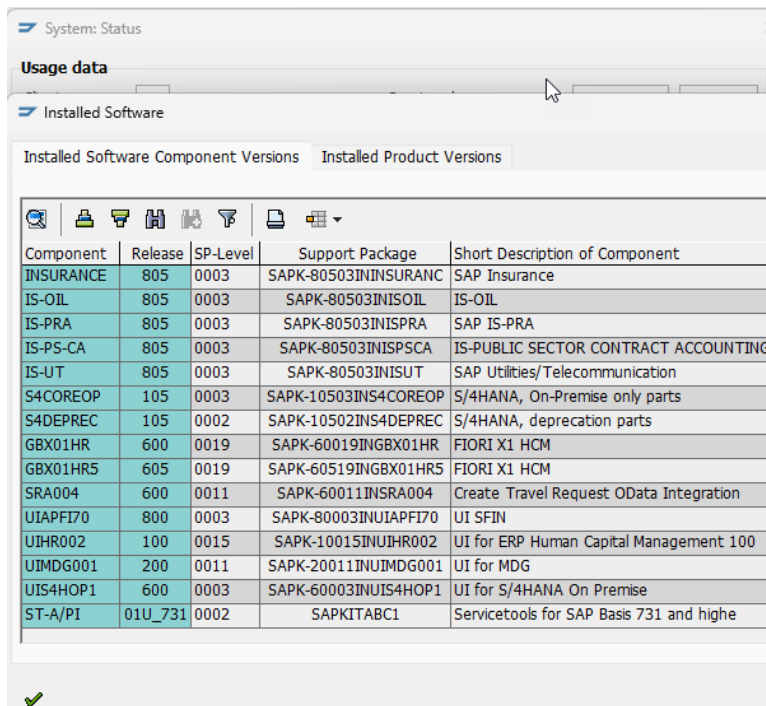 System: Status
Usage data
Installed Software
Installed Software Component Versions Installed Product Versions
Component Release SP-Level Support Package Short Description of Component
INSURANCE 805 0003 SAPK-80503ININSURANC SAP Insurance
IS-OIL 805 0003 SAPK-80503INISOIL IS-OIL
IS-PRA 805 0003 SAPK-80503INISPRA SAP IS-PRA
IS-PS-CA 805 0003 SAPK-80503INISPSCA IS-PUBLIC SECTOR CONTRACT ACCOUNTING
IS-UT 805 0003 SAPK-80503INISUT SAP Utilities/Telecommunication
S4COREOP 105 0003 SAPK-10503INS4COREOP S/4HANA, On-Premise only parts
S4DEPREC 105 0002 SAPK-10502INS4DEPREC S/4HANA, deprecation parts
GBX01HR 600 0019 SAPK-60019INGBX01HR FIORI X1 HCM
GBX01HR5 605 0019 SAPK-60519INGBX01HR5 FIORI X1 HCM
SRA004 600 0011 SAPK-60011INSRA004 Create Travel Request OData Integration
UIAPFI70 800 0003 SAPK-80003INUIAPFI70 UI SFIN
UIHR002 100 0015 SAPK-10015INUIHR002 UI for ERP Human Capital Management 100
UIMDG001 200 0011 SAPK-20011INUIMDG001 UI for MDG
UIS4HOP1 600 0003 SAPK-60003INUIS4HOP1 UI for S/4HANA On Premise
ST-A/PI 01U_731 0002 SAPKITABC1 Servicetools for SAP Basis 731 and highe